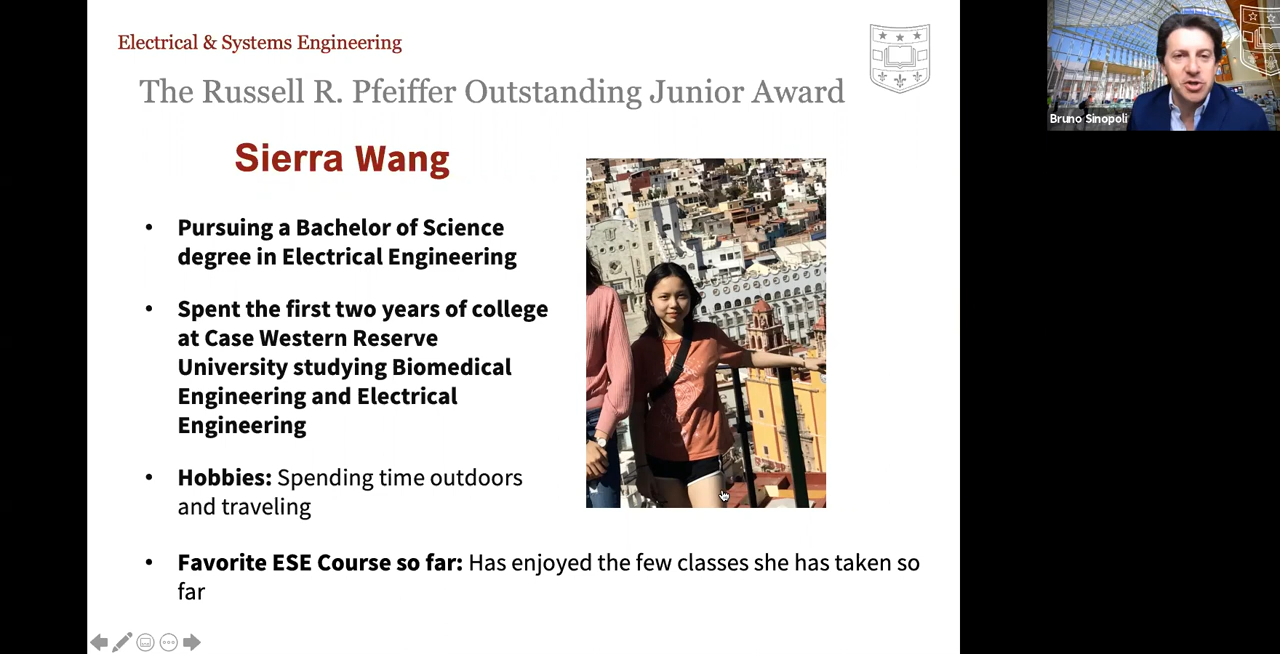 Electrical & Systems Engineering
The Russell R. Pfeiffer Outstanding Junior Award
Sierra Wang
• Pursuing a Bachelor of Science
degree in Electrical Engineering
• Spent the first two years of college
at Case Western Reserve
University studying Biomedical
Engineering and Electrical
Engineering
• Hobbies: Spending time outdoors
and traveling
• Favorite ESE Course so far: Has enjoyed the few classes she has taken so
far
Bruno Sinopoli